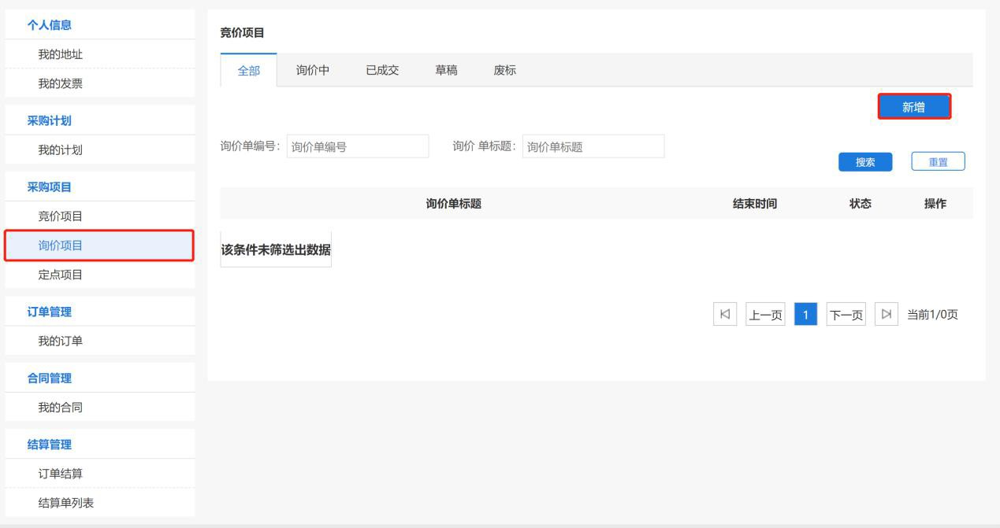 个人信息
我的地址
我的发票
采购计划
我的计划
采购项目
竞价项目
询价项目
定点项目
订单管理
我的订单
合同管理
我的合同
结算管理
订单结算
结算单列表
竞价项目
全部 询价中 已成交 草稿 废标
新增
询价单编号: 询价单编号 询价 单标题: 询价单标题
搜索 重置
询价单标题 结束时间 状态 操作
该条件未筛选出数据
上一页 1 下一页 当前1/0页